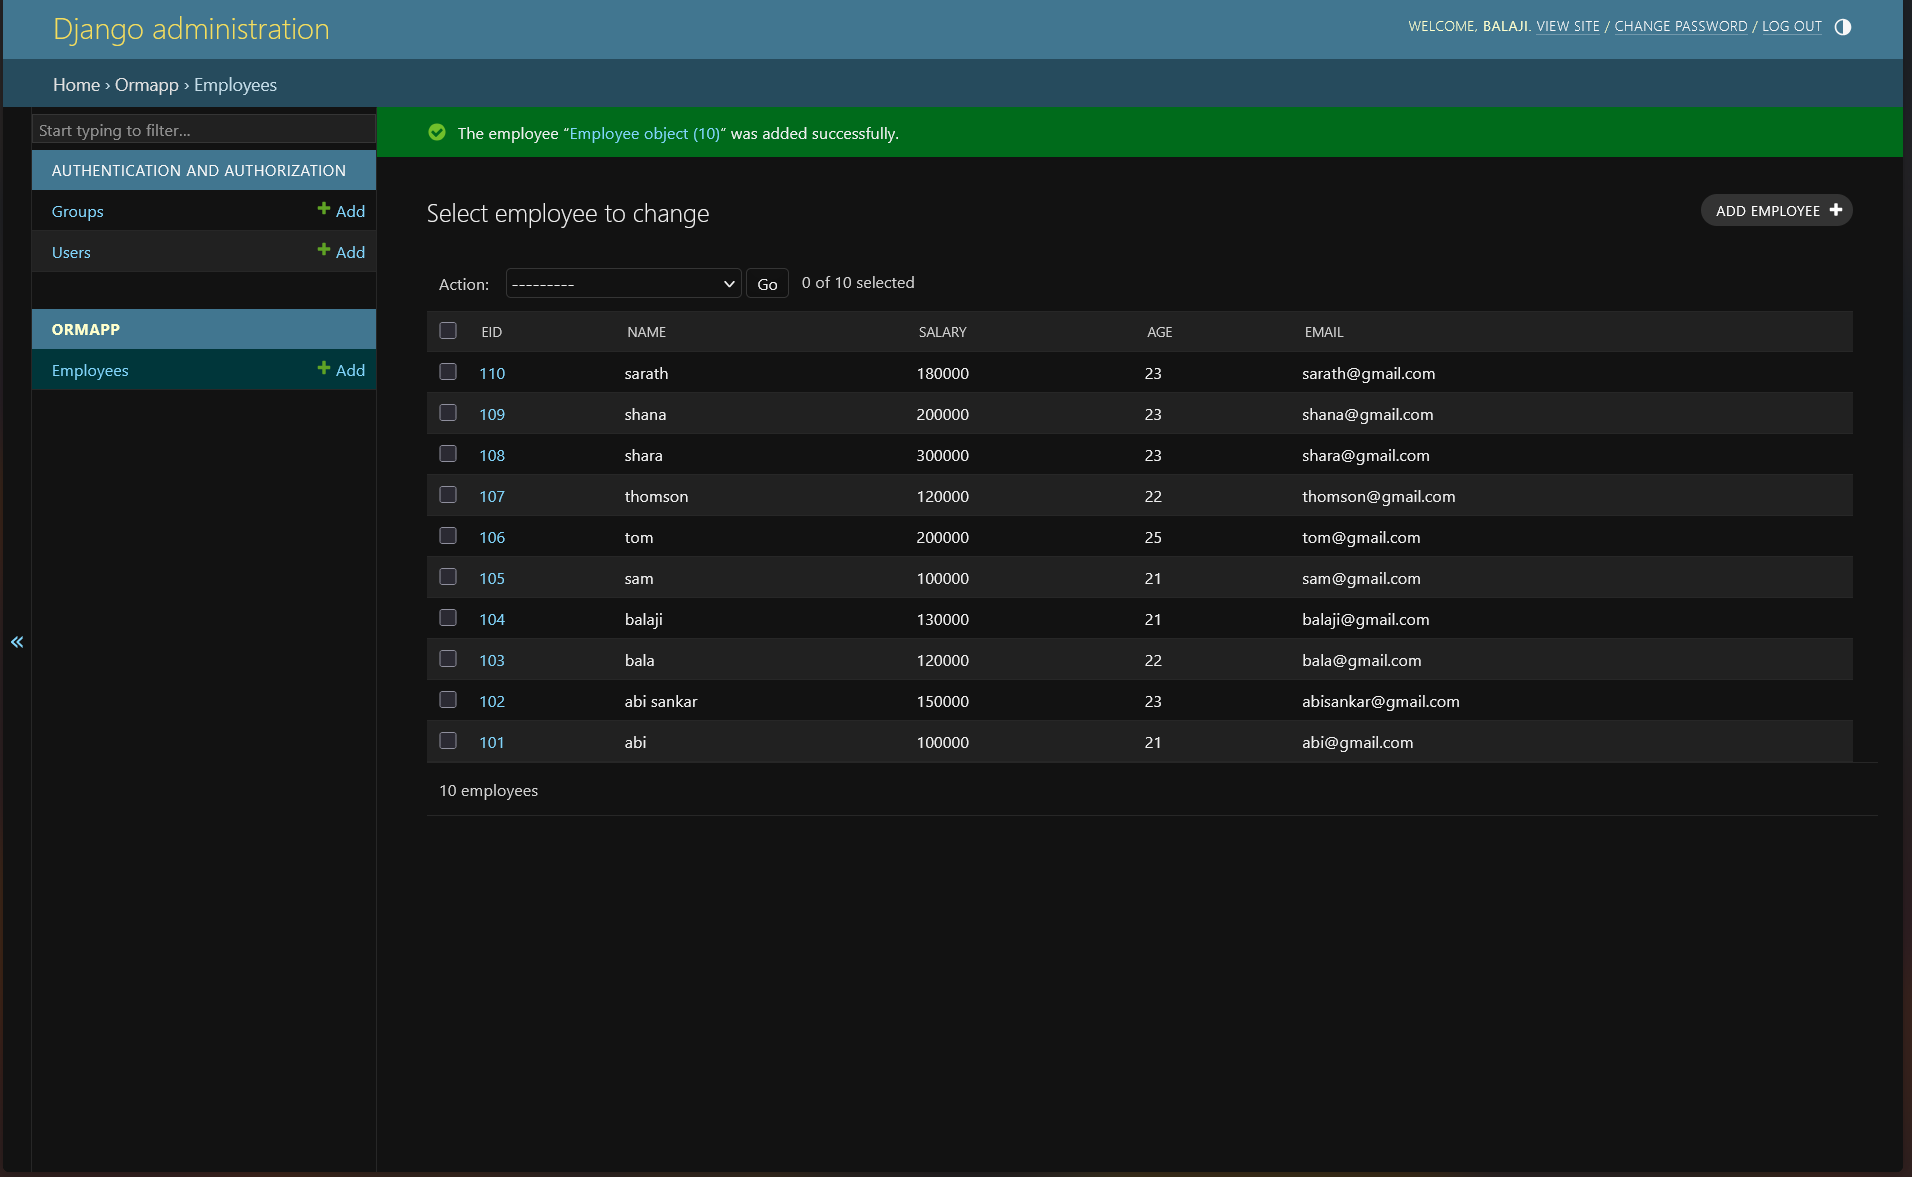 Django administration
WELCOME, BALAJI. VIEW SITE / CHANGE PASSWORD / LOG OUT
Home › Ormapp › Employees
Start typing to filter...
AUTHENTICATION AND AUTHORIZATION
Groups Add
Users Add
ORMAPP
Employees Add
«
The employee “Employee object (10)” was added successfully.
Select employee to change
ADD EMPLOYEE
Action: --------- Go 0 of 10 selected
EID NAME SALARY AGE EMAIL
110 sarath 180000 23 sarath@gmail.com
109 shana 200000 23 shana@gmail.com
108 shara 300000 23 shara@gmail.com
107 thomson 120000 22 thomson@gmail.com
106 tom 200000 25 tom@gmail.com
105 sam 100000 21 sam@gmail.com
104 balaji 130000 21 balaji@gmail.com
103 bala 120000 22 bala@gmail.com
102 abi sankar 150000 23 abisankar@gmail.com
101 abi 100000 21 abi@gmail.com
10 employees